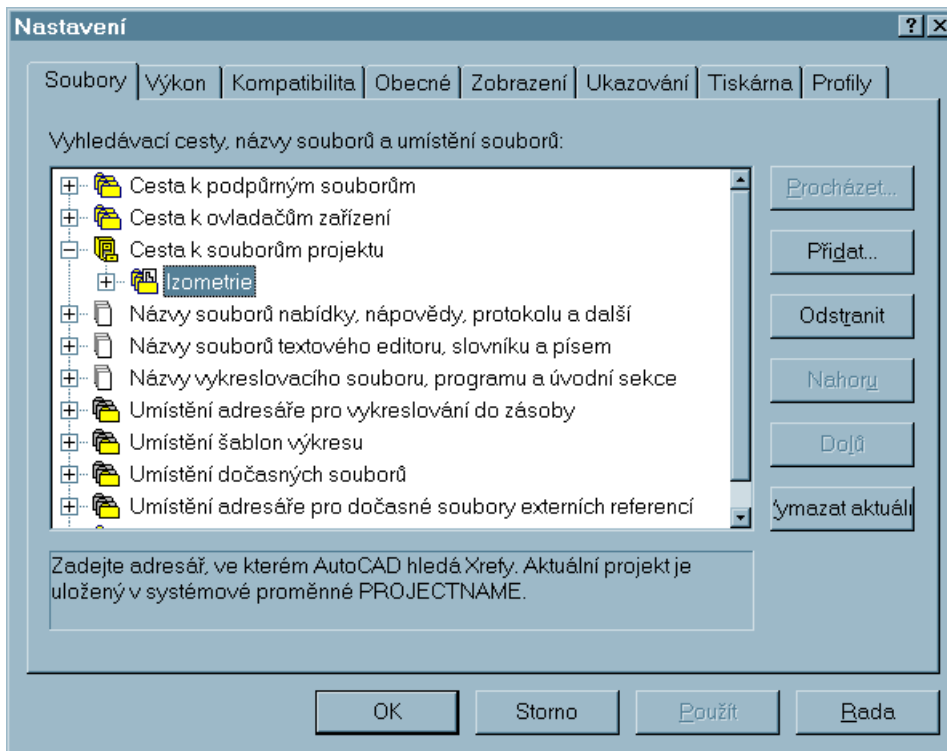 Nastavení
Soubory Výkon Kompatibilita Obecné Zobrazení Ukazování Tiskárna Profily
Vyhledávací cesty, názvy souborů a umístění souborů:
Cesta k podpůrným souborům
Procházet...
Cesta k ovladačům zařízení
Cesta k souborům projektu
Přidat...
Izometrie
Názvy souborů nabídky, nápovědy, protokolu a další
Odstranit
Názvy souborů textového editoru, slovníku a písem
Názvy vykreslovacího souboru, programu a úvodní sekce
Nahoru
Umístění adresáře pro vykreslování do zásoby
Umístění šablon výkresu
Dolů
Umístění dočasných souborů
Umístění adresáře pro dočasné soubory externích referencí
ymazat aktuáln
Zadejte adresář, ve kterém AutoCAD hledá Xrefy. Aktuální projekt je
uložený v systémové proměnné PROJECTNAME.
OK Storno Použít Rada